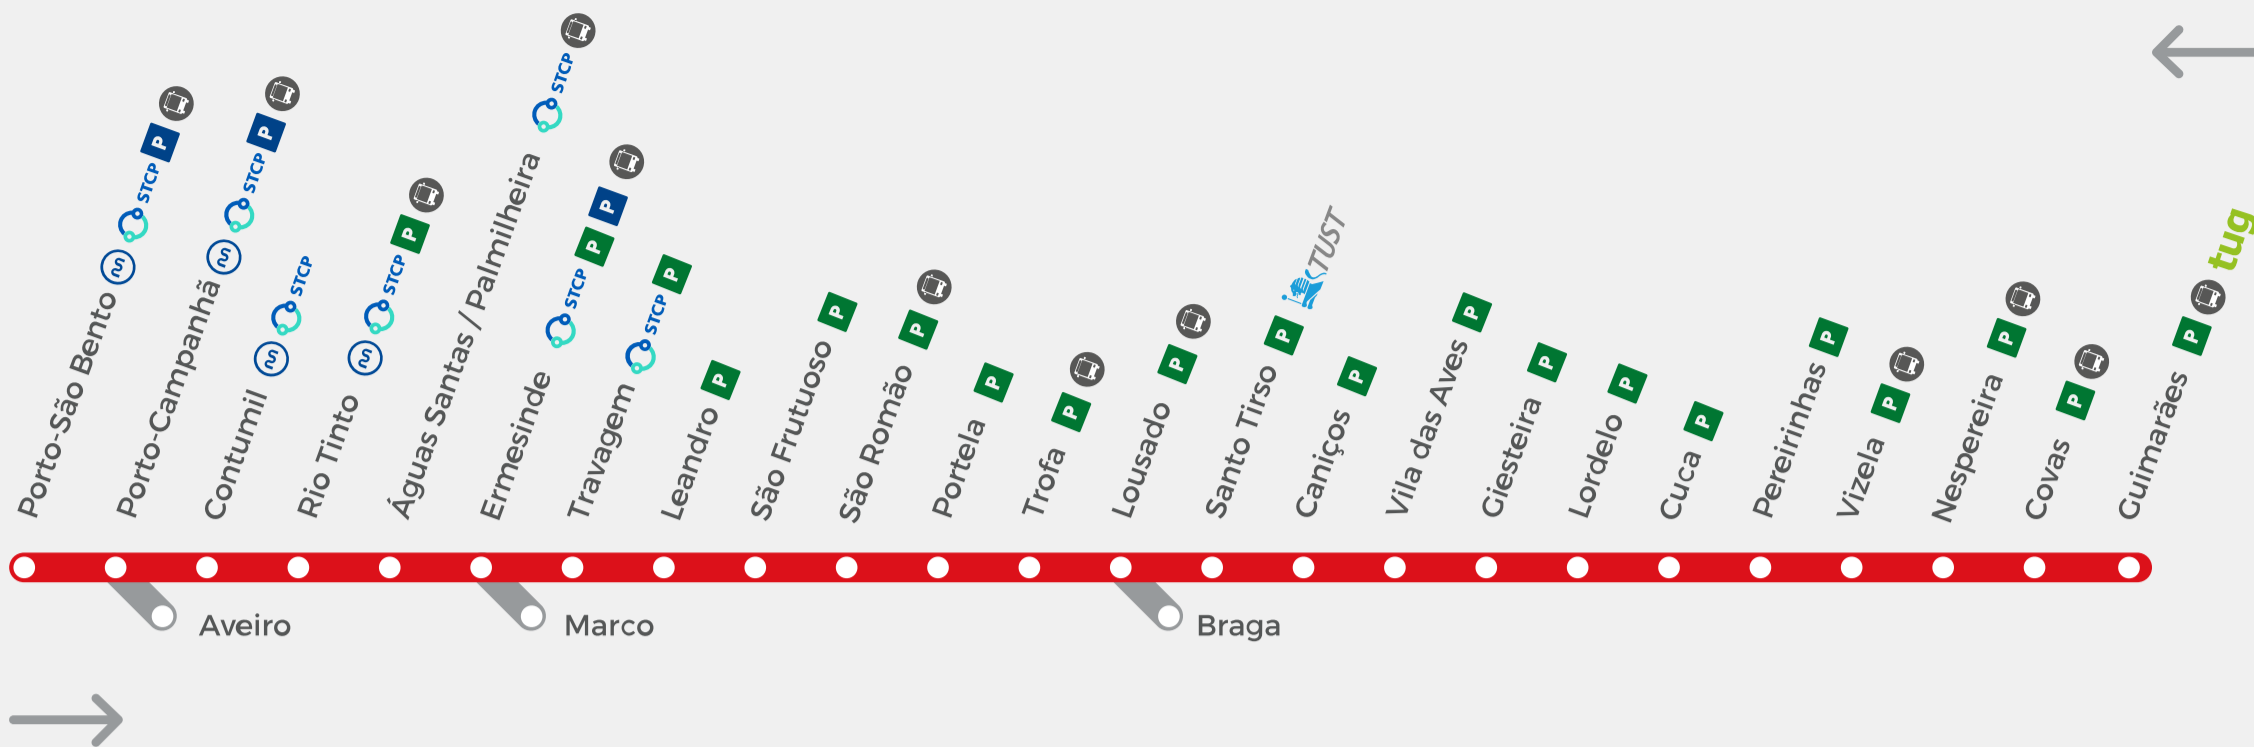 Porto-São Bento STCP P
Porto-Campanhã STCP P
Contumil STCP
Rio Tinto STCP P
Águas Santas / Palmilheira STCP
Ermesinde STCP P P
Travagem STCP P
Leandro P
São Frutuoso P
São Romão P
Portela P
Trofa P
Lousado P
Santo Tirso P TUST
Caniços P
Vila das Aves P
Giesteira P
Lordelo P
Cuca P
Pereirinhas P
Vizela P
Nespereira P
Covas P
Guimarães P tug
Aveiro
Marco
Braga